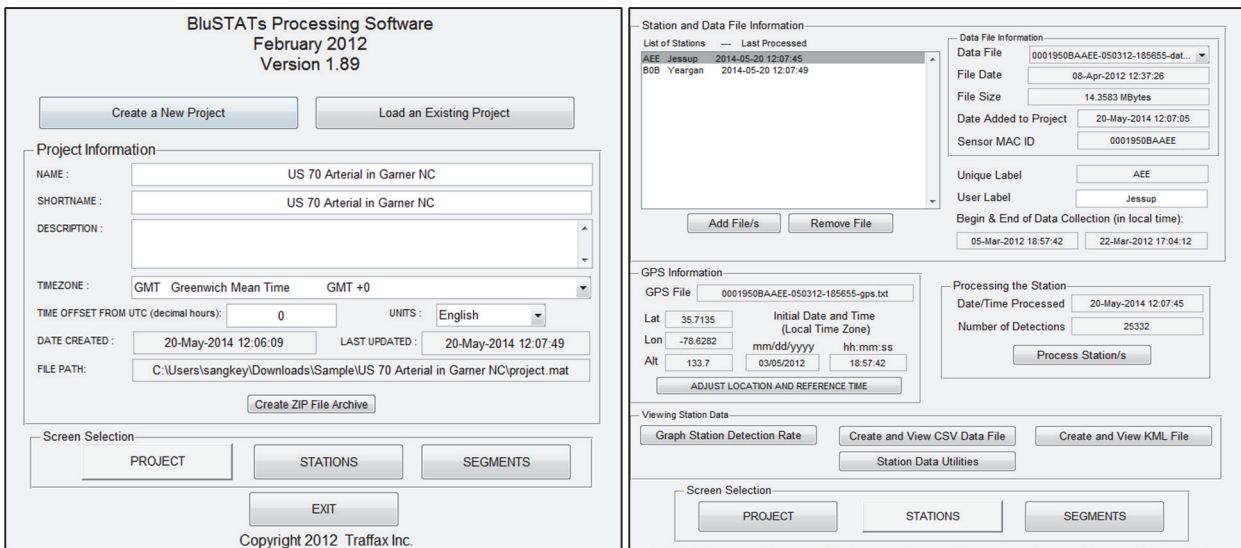 BluSTATs Processing Software
February 2012
Version 1.89
Create a New Project
Load an Existing Project
Project Information
NAME :
US 70 Arterial in Garner NC
SHORTNAME :
US 70 Arterial in Garner NC
DESCRIPTION :
TIMEZONE :
GMT Greenwich Mean Time GMT +0
TIME OFFSET FROM UTC (decimal hours):
0
UNITS :
English
DATE CREATED :
20-May-2014 12:06:09
LAST UPDATED :
20-May-2014 12:07:49
FILE PATH:
C:\Users\sangkey\Downloads\Sample\US 70 Arterial in Garner NC\project.mat
Create ZIP File Archive
Screen Selection
PROJECT
STATIONS
SEGMENTS
EXIT
Copyright 2012 Traffax Inc.
Station and Data File Information
List of Stations --- Last Processed
AEE Jessup 2014-05-20 12:07:45
B0B Yeargan 2014-05-20 12:07:49
Add File/s
Remove File
Data File Information
Data File
0001950BAAEE-050312-185655-dat...
File Date
08-Apr-2012 12:37:26
File Size
14.3583 MBytes
Date Added to Project
20-May-2014 12:07:05
Sensor MAC ID
0001950BAAEE
Unique Label
AEE
User Label
Jessup
Begin & End of Data Collection (in local time):
05-Mar-2012 18:57:42
22-Mar-2012 17:04:12
GPS Information
GPS File
0001950BAAEE-050312-185655-gps.txt
Lat
35.7135
Lon
-78.6282
Alt
133.7
Initial Date and Time
(Local Time Zone)
mm/dd/yyyy
hh:mm:ss
03/05/2012
18:57:42
ADJUST LOCATION AND REFERENCE TIME
Processing the Station
Date/Time Processed
20-May-2014 12:07:45
Number of Detections
25332
Process Station/s
Viewing Station Data
Graph Station Detection Rate
Create and View CSV Data File
Create and View KML File
Station Data Utilities
Screen Selection
PROJECT
STATIONS
SEGMENTS